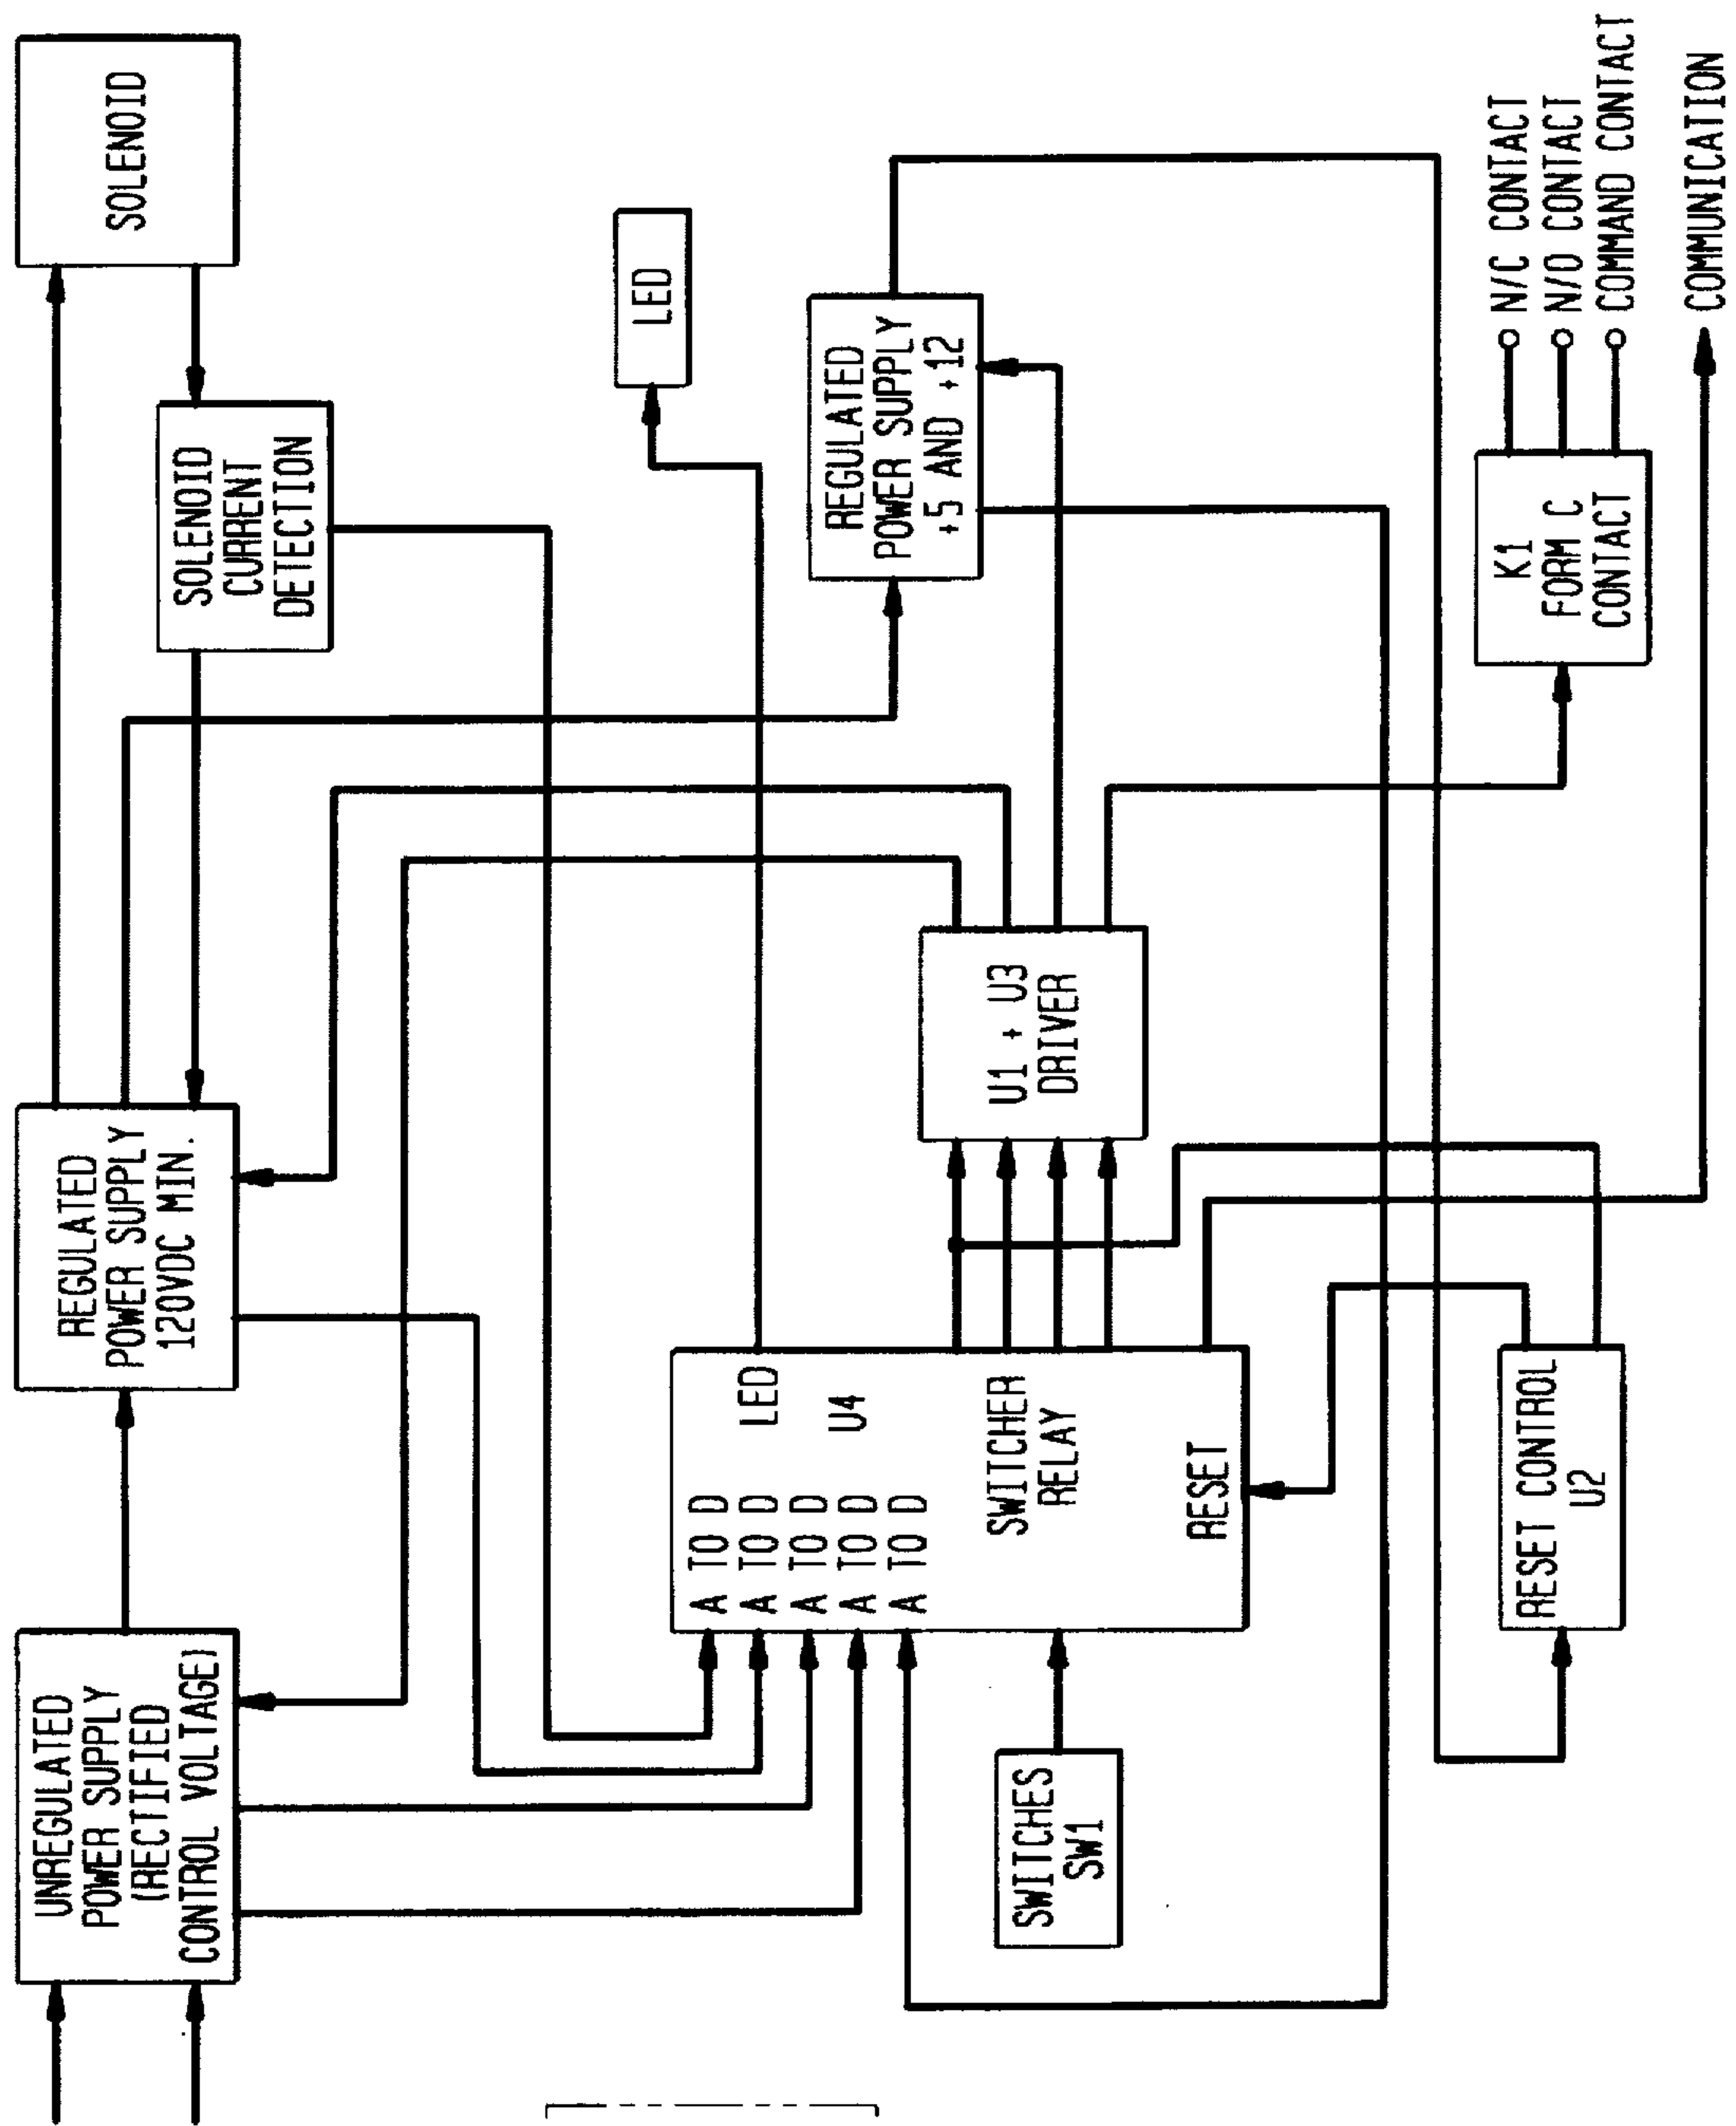 UNREGULATED
POWER SUPPLY
(RECTIFIED
CONTROL VOLTAGE)
REGULATED
POWER SUPPLY
120VDC MIN.
SOLENOID
SOLENOID
CURRENT
DETECTION
LED
A TO D
A TO D
A TO D
A TO D
A TO D
LED
U4
SWITCHER
RELAY
RESET
U1 + U3
DRIVER
REGULATED
POWER SUPPLY
+5 AND +12
SWITCHES
SW1
RESET CONTROL
U2
K1
FORM C
CONTACT
N/C CONTACT
N/O CONTACT
COMMAND CONTACT
COMMUNICATION